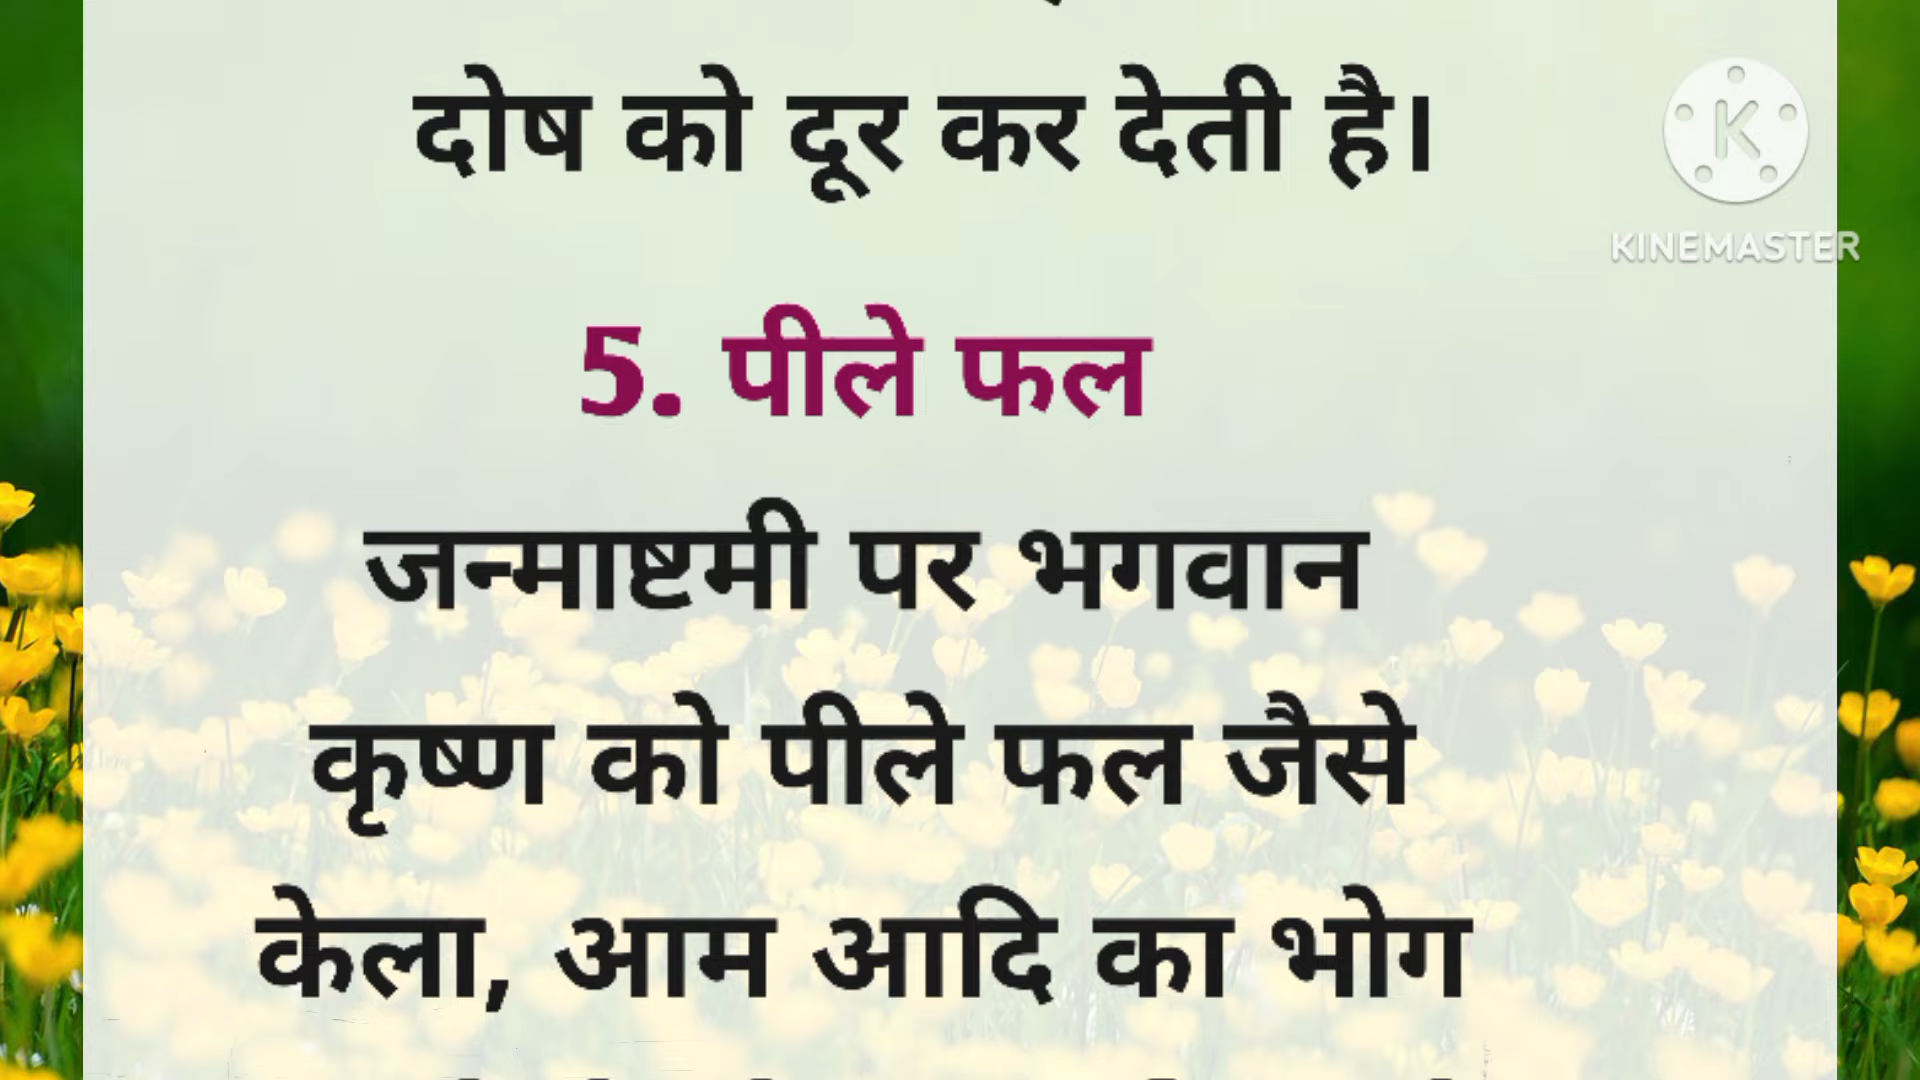 दोष को दूर कर देती है।
KINEMASTER
5. पीले फल
जन्माष्टमी पर भगवान
कृष्ण को पीले फल जैसे
केला, आम आदि का भोग